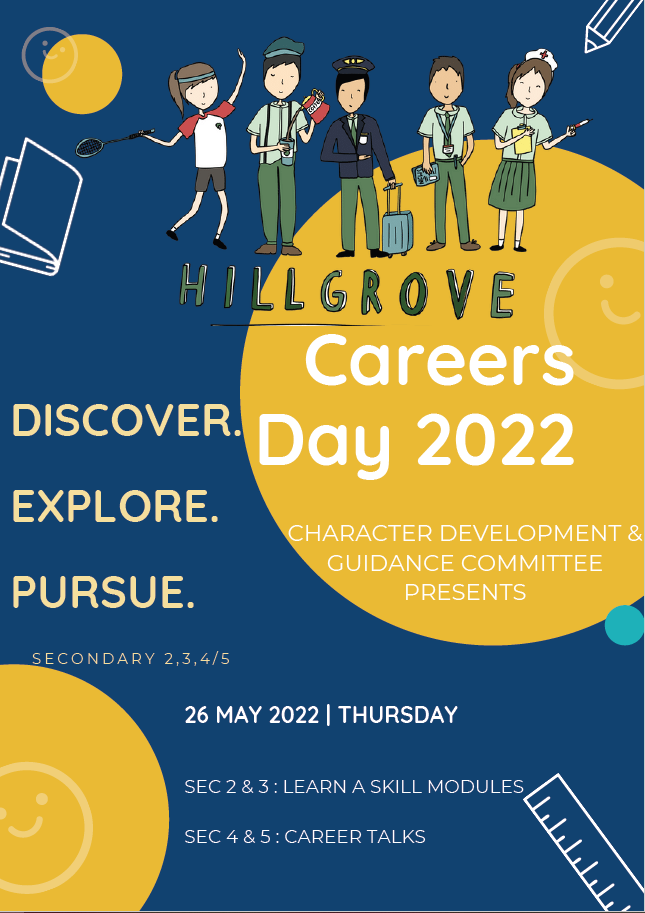 HILLGROVE
Careers
Day 2022
DISCOVER.
EXPLORE.
PURSUE.
CHARACTER DEVELOPMENT &
GUIDANCE COMMITTEE
PRESENTS
SECONDARY 2,3,4/5
26 MAY 2022 | THURSDAY
SEC 2 & 3 : LEARN A SKILL MODULES
SEC 4 & 5 : CAREER TALKS